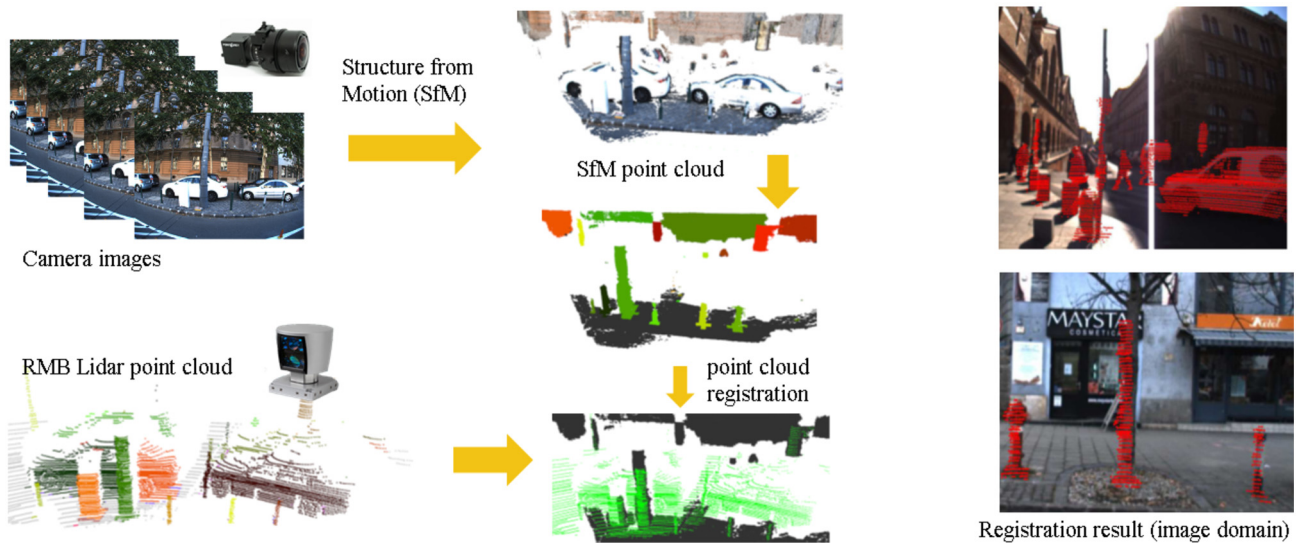 Structure from
Motion (SfM)
Camera images
SfM point cloud
RMB Lidar point cloud
point cloud
registration
MAYSTA
COSMETICA
Registration result (image domain)